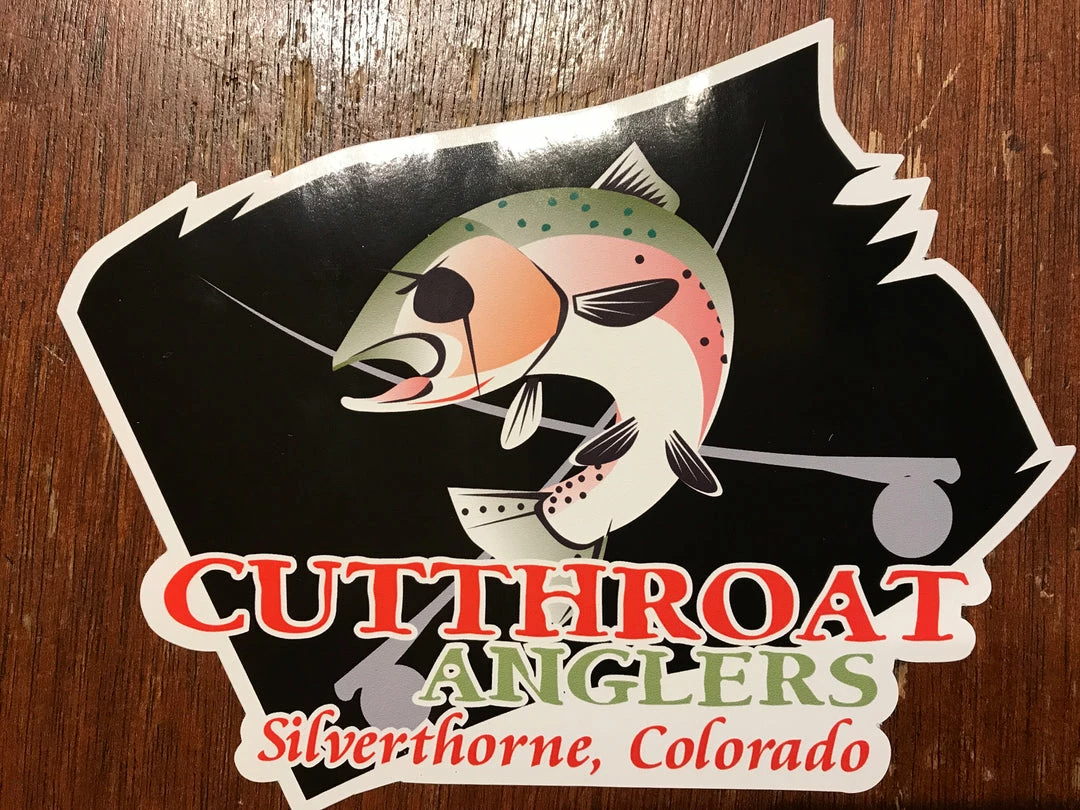 CUTTHROAT
ANGLERS
Silverthorne, Colorado